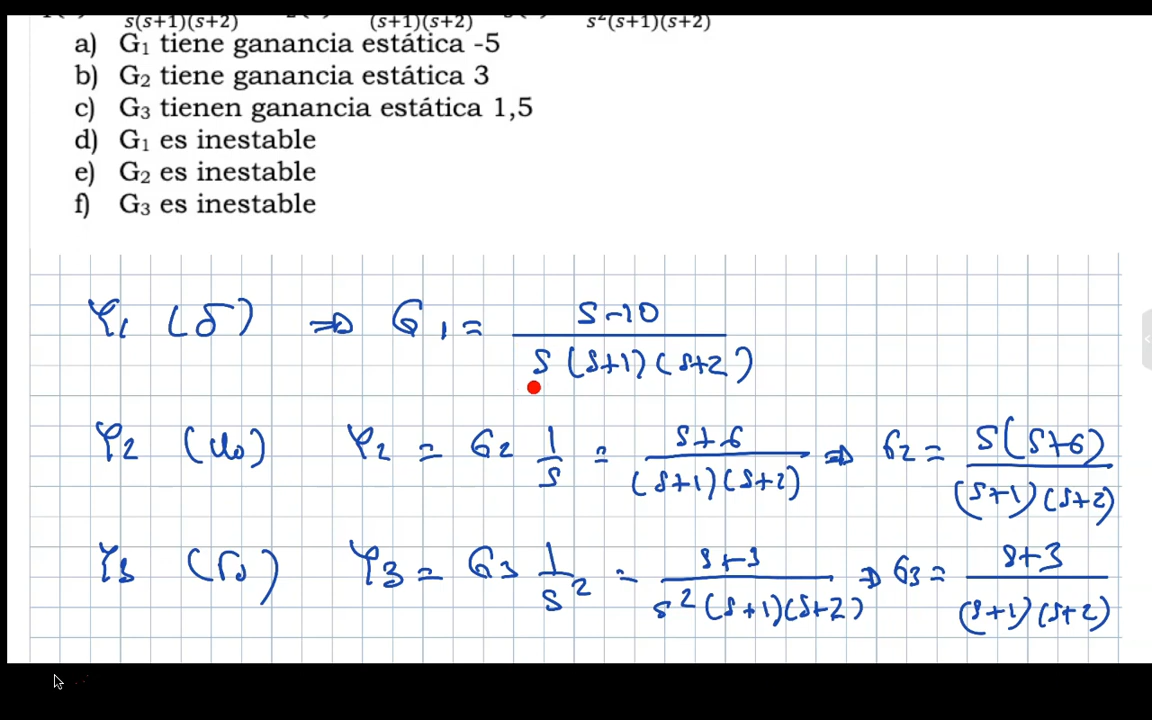 s(s+1)(s+2) (s+1)(s+2) s²(s+1)(s+2)
a) G₁ tiene ganancia estática -5
b) G₂ tiene ganancia estática 3
c) G₃ tienen ganancia estática 1,5
d) G₁ es inestable
e) G₂ es inestable
f) G₃ es inestable
Y₁ (δ) ⇒ G₁ = (s-10) / (s(s+1)(s+2))
Y₂ (u₀) Y₂ = G₂ 1/s = (s+6) / ((s+1)(s+2)) ⇒ G₂ = s(s+6) / ((s+1)(s+2))
Y₃ (r₀) Y₃ = G₃ 1/s² = (s+3) / (s²(s+1)(s+2)) ⇒ G₃ = (s+3) / ((s+1)(s+2))